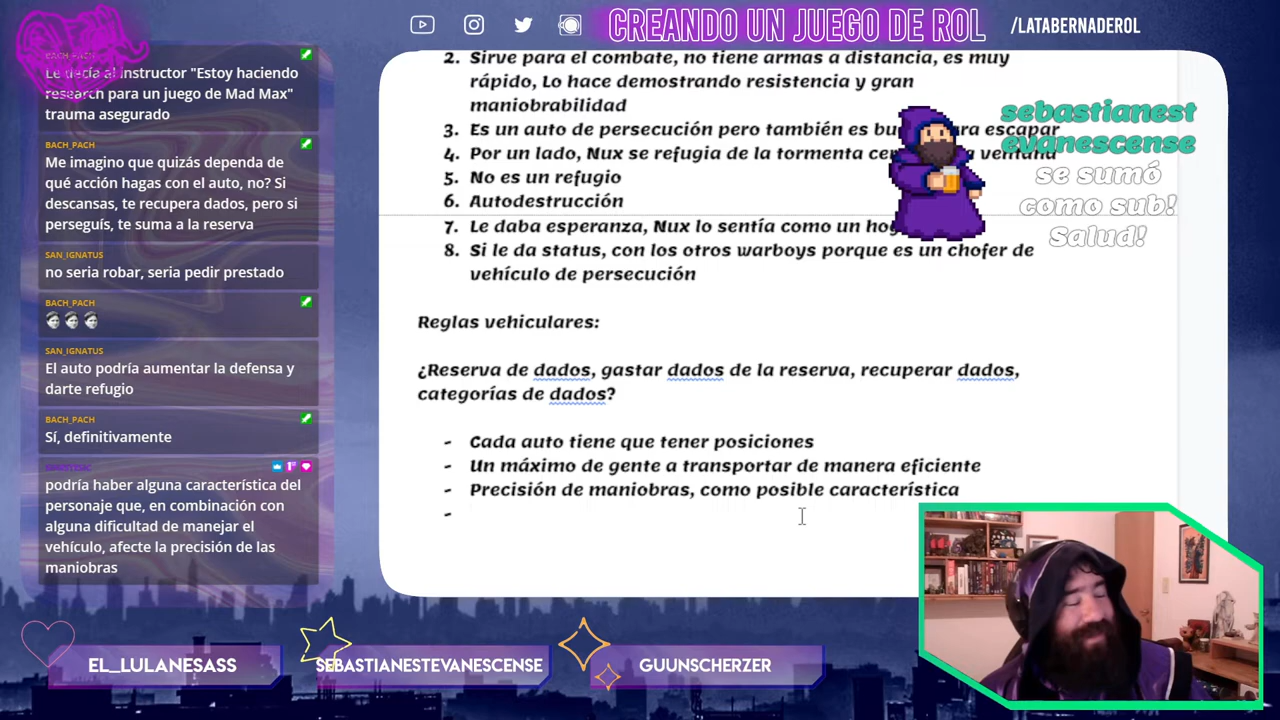 CREANDO UN JUEGO DE ROL
/LATABERNADEROL
BACH_PACH
Le decía al instructor "Estoy haciendo
research para un juego de Mad Max"
trauma asegurado
BACH_PACH
Me imagino que quizás depende de
qué acción hagas con el auto, no? Si
descansas, te recupera dados, pero si
perseguís, te suma a la reserva
SAN_IGNATUS
no seria robar, seria pedir prestado
BACH_PACH
SAN_IGNATUS
El auto podría aumentar la defensa y
darte refugio
BACH_PACH
Sí, definitivamente
podría haber alguna característica del
personaje que, en combinación con
alguna dificultad de manejar el
vehículo, afecte la precisión de las
maniobras
2. Sirve para el combate, no tiene armas a distancia, es muy
rápido, Lo hace demostrando resistencia y gran
maniobrabilidad
3. Es un auto de persecución pero también es escapar
4. Por un lado, Nux se refugia de la tormenta
5. No es un refugio
6. Autodestrucción
7. Le daba esperanza, Nux lo sentía como un
8. Si le da status, con los otros warboys porque es un chofer de
vehículo de persecución
Reglas vehiculares:
¿Reserva de dados, gastar dados de la reserva, recuperar dados,
categorías de dados?
- Cada auto tiene que tener posiciones
- Un máximo de gente a transportar de manera eficiente
- Precisión de maniobras, como posible característica
-
sebastianest
evanescense
se sumó
como sub!
Salud!
EL_LULANESASS
SEBASTIANESTEVANESCENSE
GUUNSCHERZER